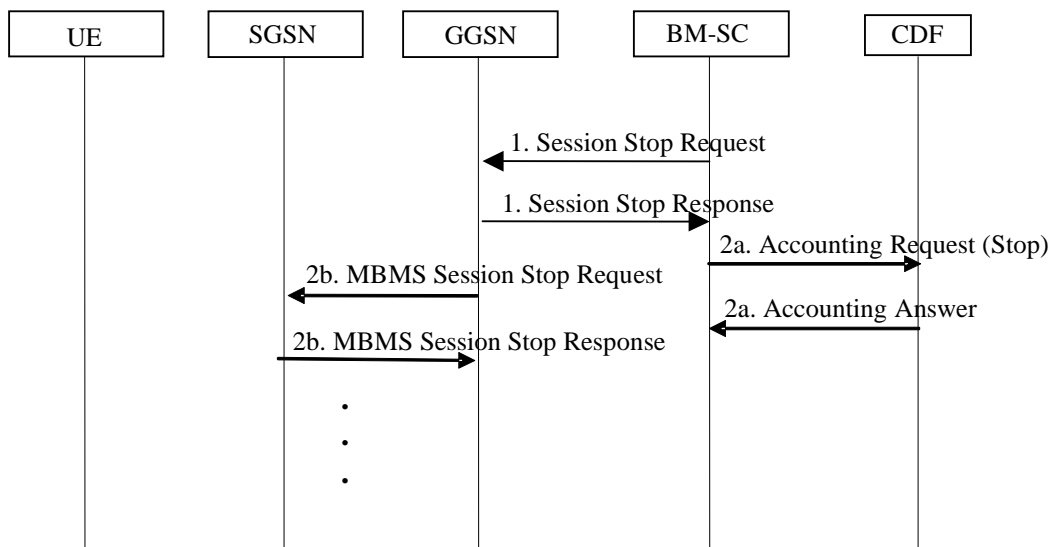 UE
SGSN
GGSN
BM-SC
CDF
1. Session Stop Request
1. Session Stop Response
2a. Accounting Request (Stop)
2b. MBMS Session Stop Request
2a. Accounting Answer
2b. MBMS Session Stop Response